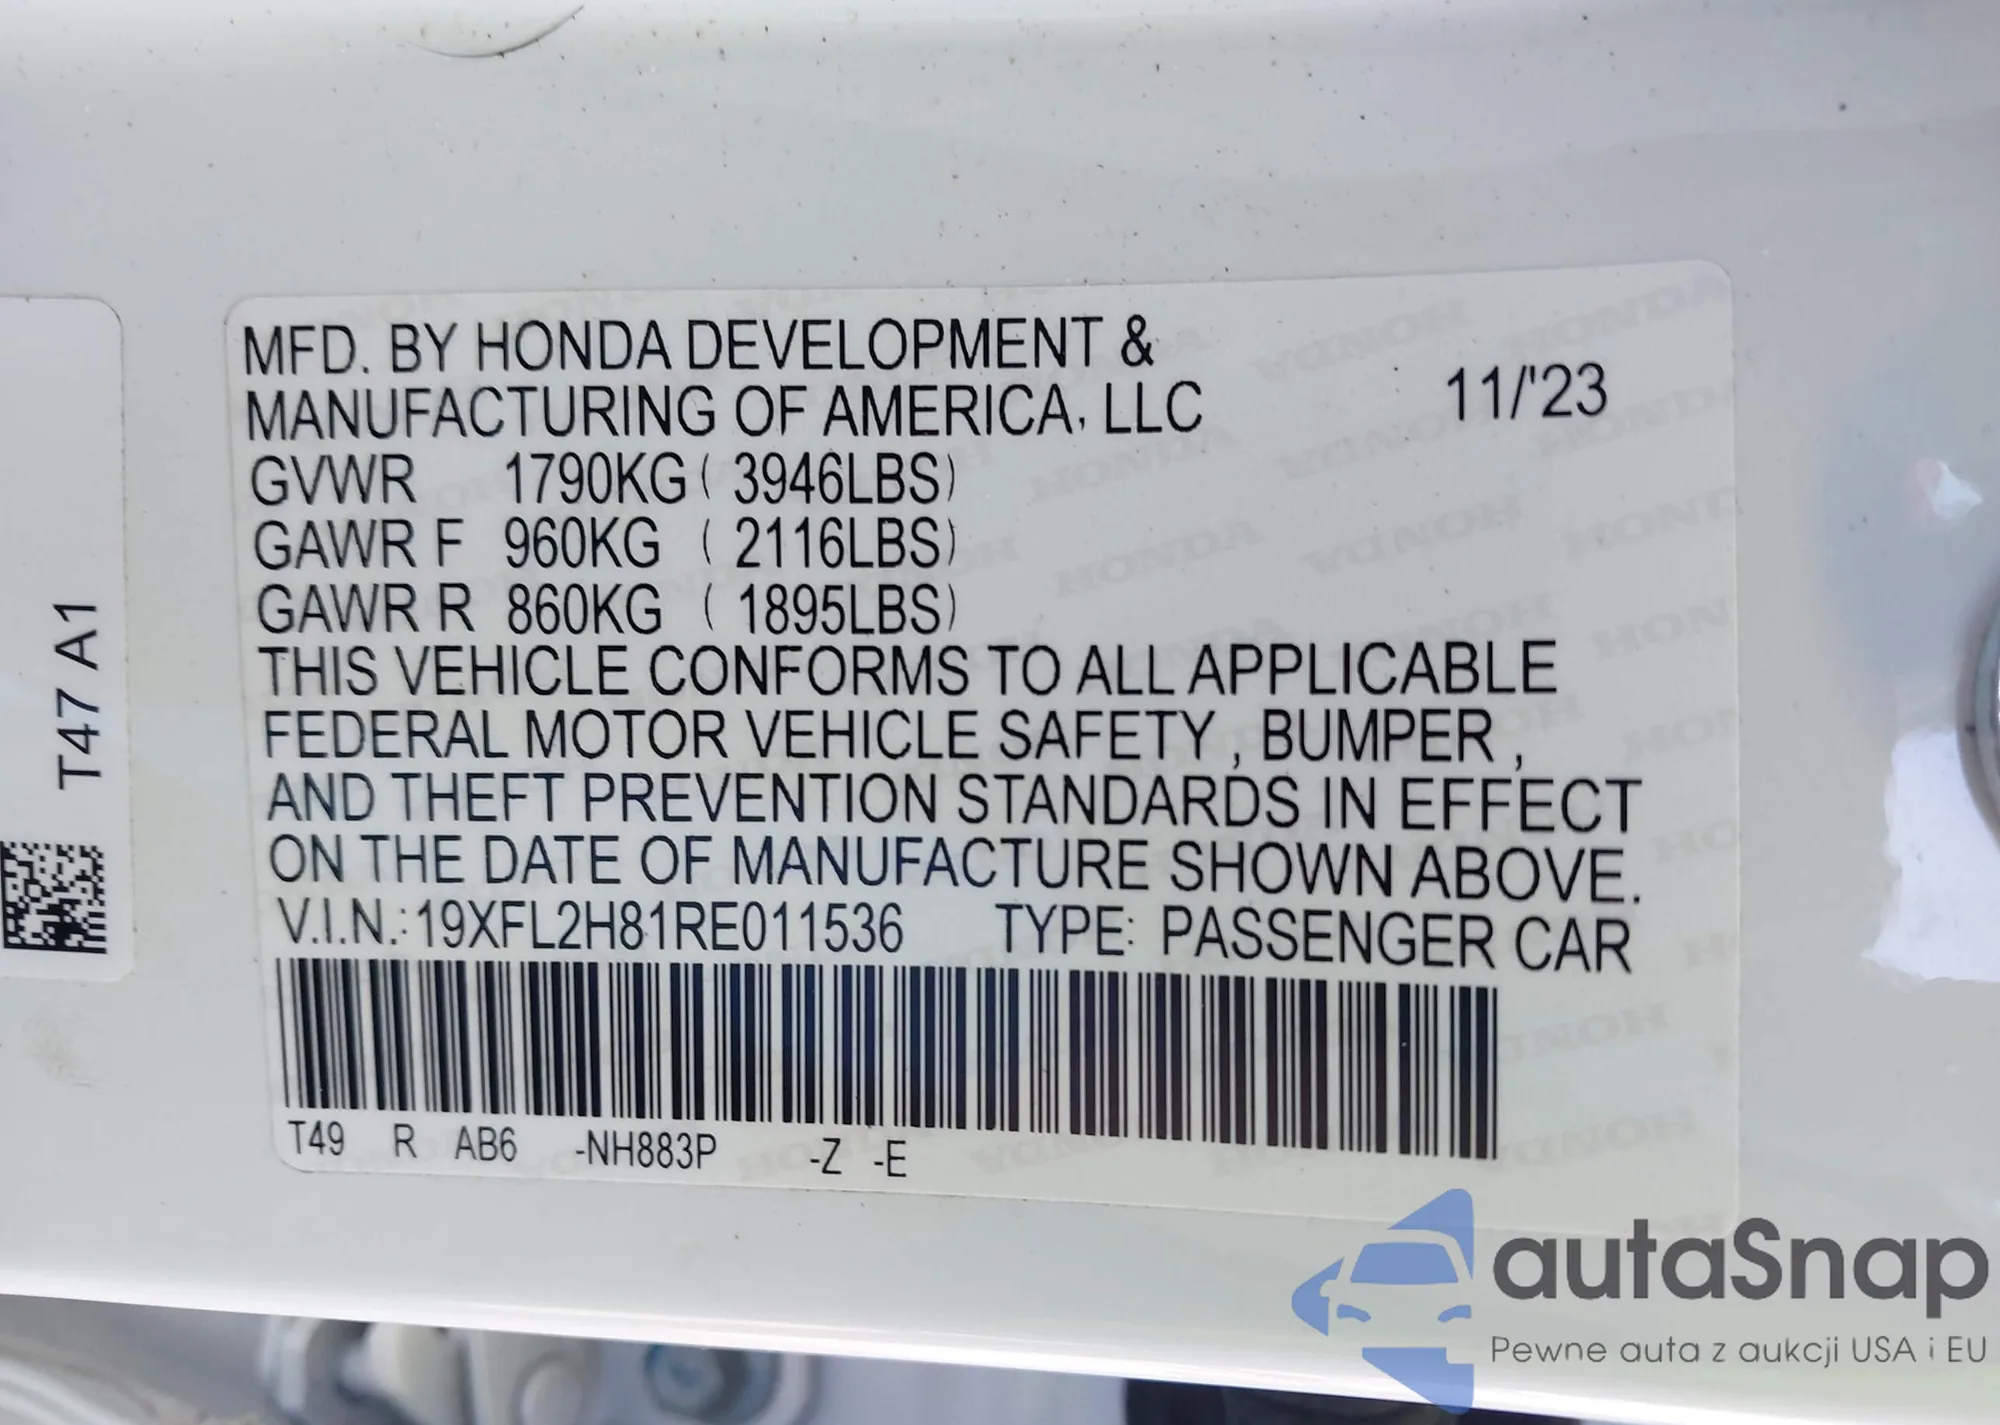 MFD. BY HONDA DEVELOPMENT &
MANUFACTURING OF AMERICA, LLC
11/'23
GVWR 1790KG ( 3946LBS)
GAWR F 960KG ( 2116LBS)
GAWR R 860KG ( 1895LBS)
THIS VEHICLE CONFORMS TO ALL APPLICABLE
FEDERAL MOTOR VEHICLE SAFETY , BUMPER ,
AND THEFT PREVENTION STANDARDS IN EFFECT
ON THE DATE OF MANUFACTURE SHOWN ABOVE.
V.I.N.:19XFL2H81RE011536 TYPE: PASSENGER CAR
T49 R AB6 -NH883P -Z -E
T47 A1
autaSnap
Pewne auta z aukcji USA i EU